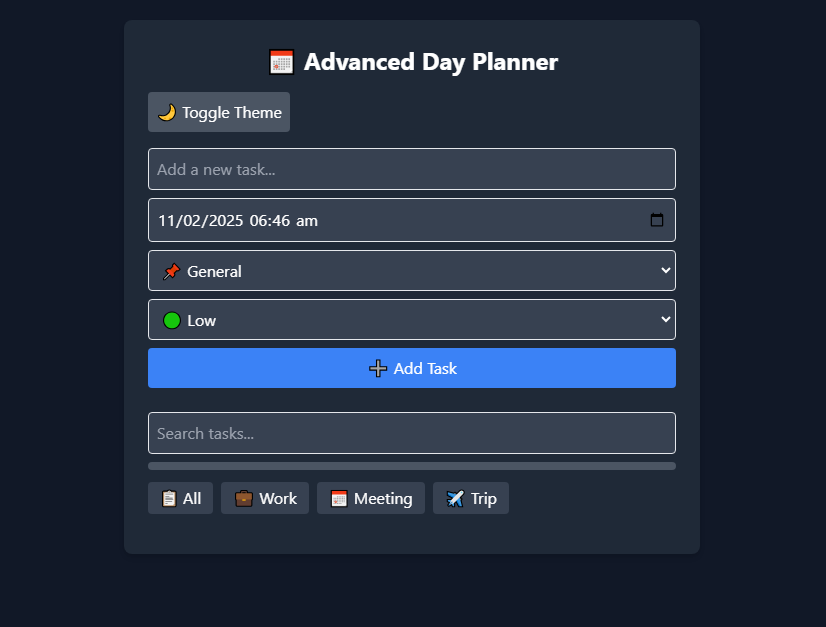 Advanced Day Planner
Toggle Theme
Add a new task...
11/02/2025 06:46 am
General
Low
Add Task
Search tasks...
All Work Meeting Trip